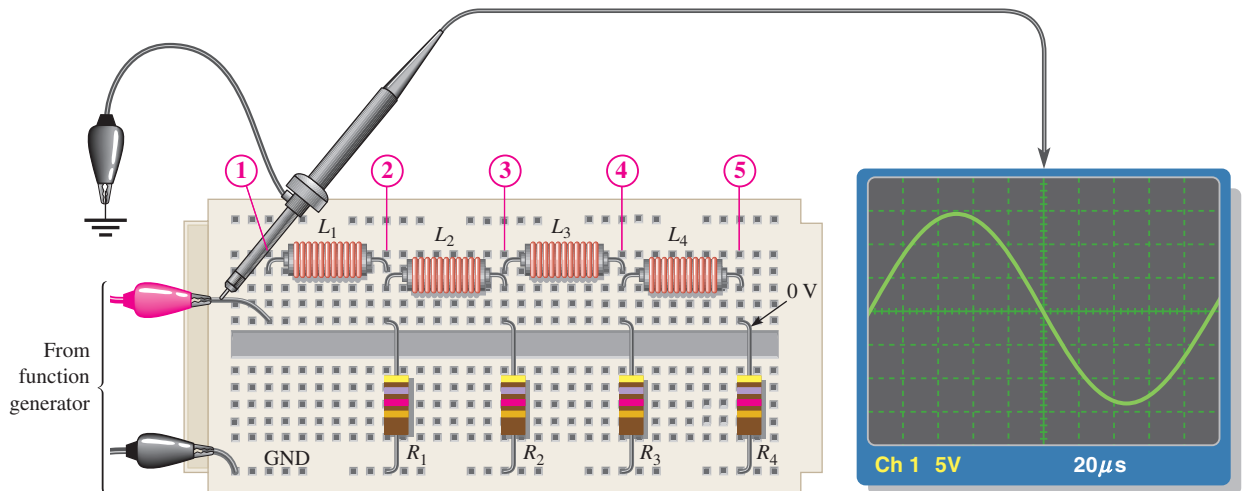 1
2
3
4
5
L1
L2
L3
L4
0 V
From
function
generator
GND
R1
R2
R3
R4
Ch 1 5V
20μs